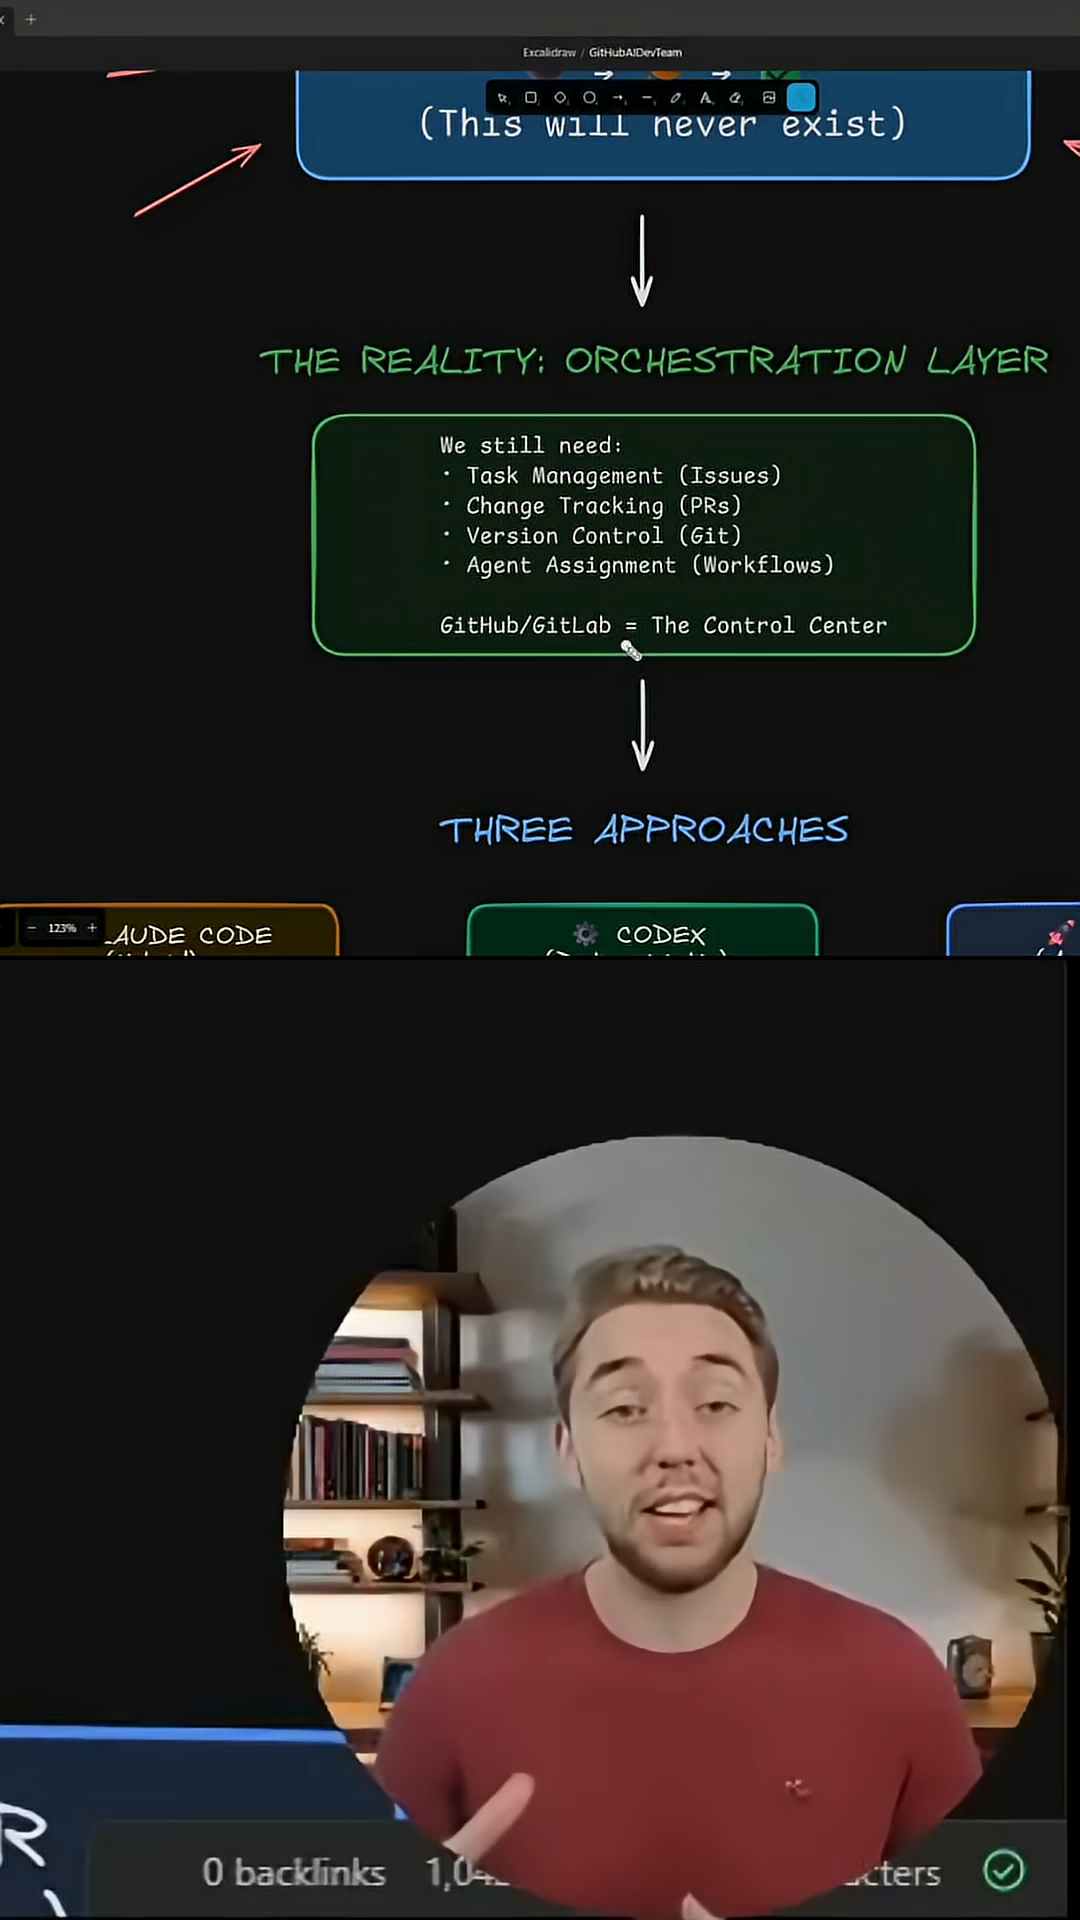 Excalidraw / GitHubAIDevTeam
(This will never exist)
THE REALITY: ORCHESTRATION LAYER
We still need:
· Task Management (Issues)
· Change Tracking (PRs)
· Version Control (Git)
· Agent Assignment (Workflows)
GitHub/GitLab = The Control Center
THREE APPROACHES
123%
CODE
CODEX
0 backlinks